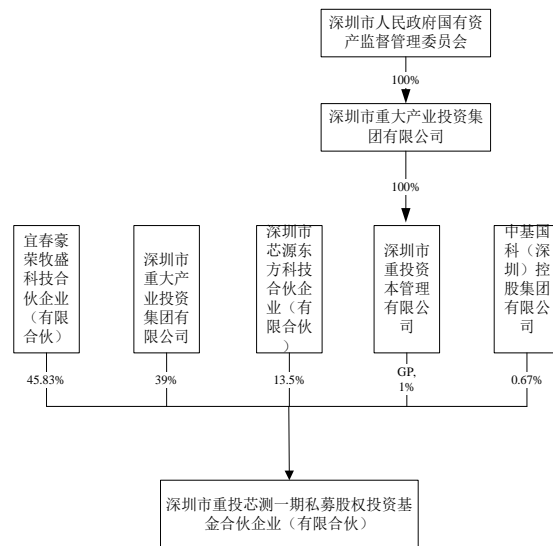 深圳市人民政府国有资
产监督管理委员会
100%
深圳市重大产业投资集
团有限公司
100%
宜春豪
荣牧盛
科技合
伙企业
（有限
合伙）
深圳市
重大产
业投资
集团有
限公司
深圳市
芯源东
方科技
合伙企
业（有
限合伙
）
深圳市
重投资
本管理
有限公
司
中基国
科（深
圳）控
股集团
有限公
司
45.83%
39%
13.5%
GP,
1%
0.67%
深圳市重投芯测一期私募股权投资基
金合伙企业（有限合伙）